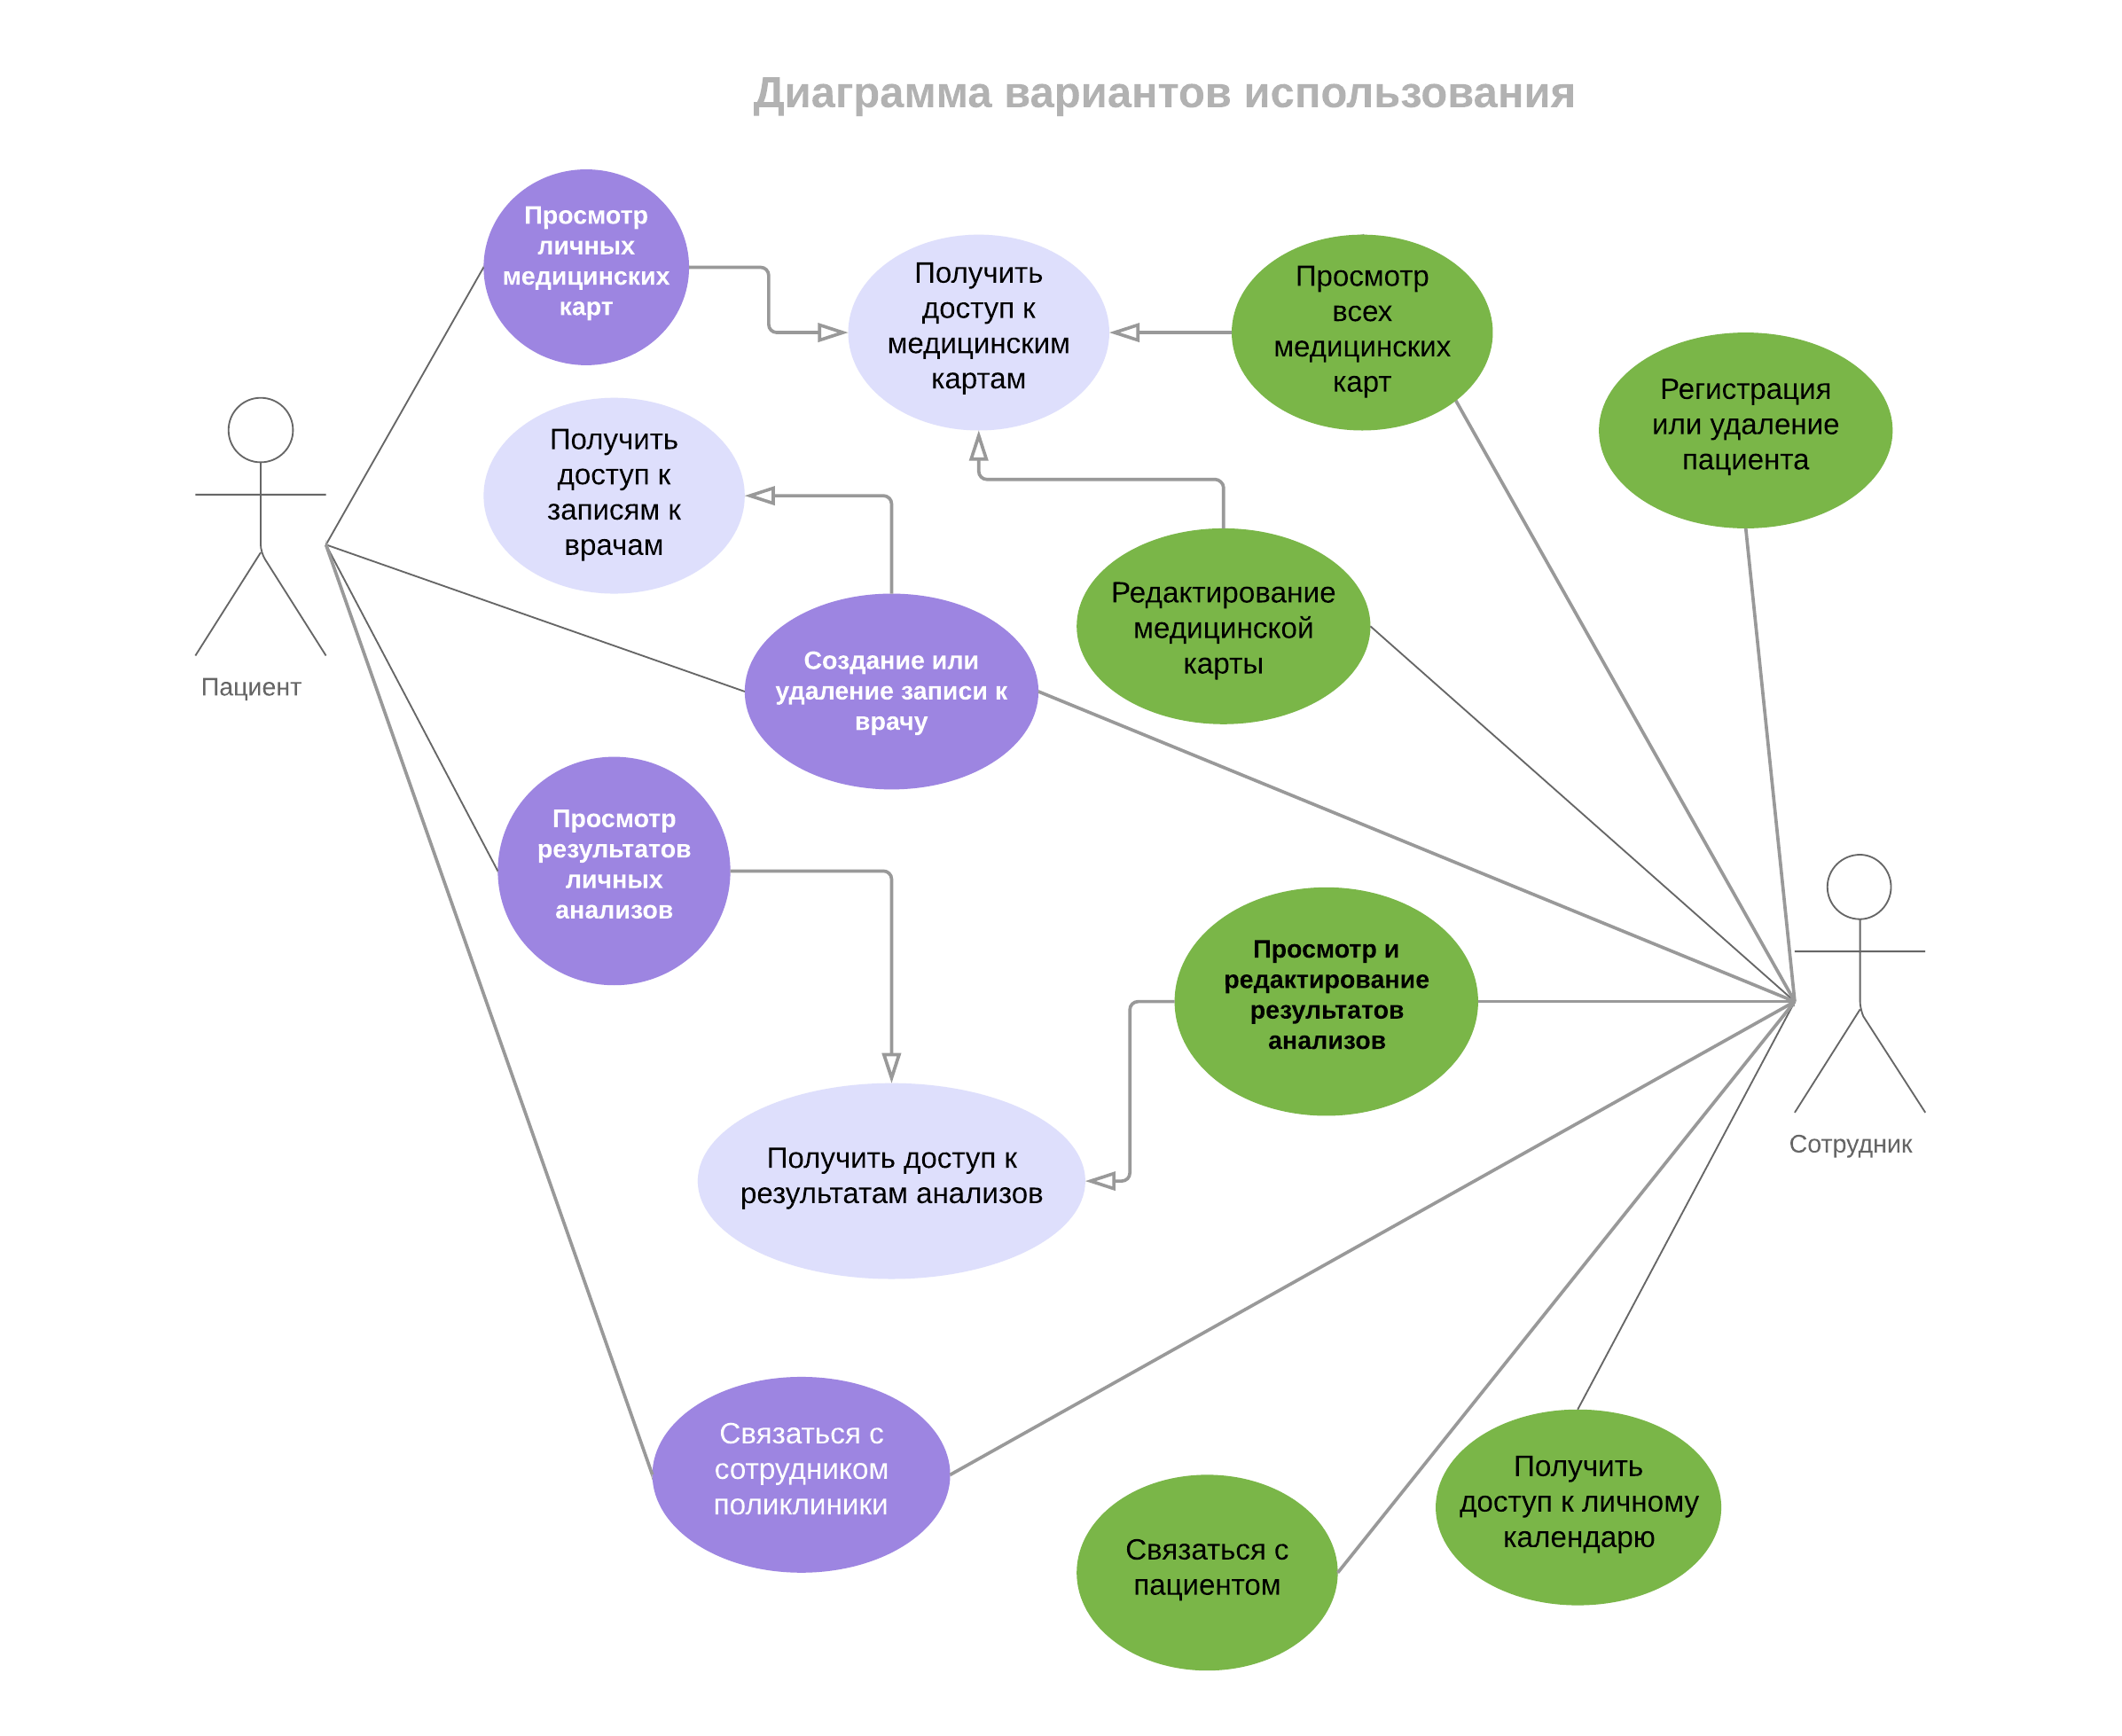 Диаграмма вариантов использования
Просмотр
личных
медицинских
карт
Получить
доступ к
медицинским
картам
Просмотр
всех
медицинских
карт
Регистрация
или удаление
пациента
Получить
доступ к
записям к
врачам
Редактирование
медицинской
карты
Пациент
Создание или
удаление записи к
врачу
Просмотр
результатов
личных
анализов
Просмотр и
редактирование
результатов
анализов
Сотрудник
Получить доступ к
результатам анализов
Связаться с
сотрудником
поликлиники
Получить
доступ к личному
календарю
Связаться с
пациентом